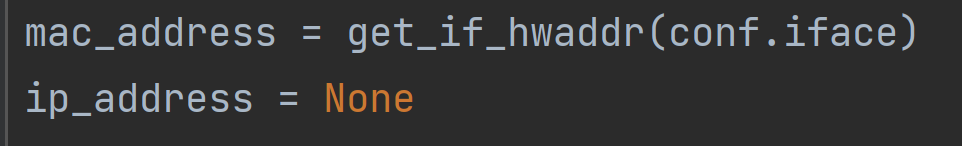 mac_address = get_if_hwaddr(conf.iface)
ip_address = None